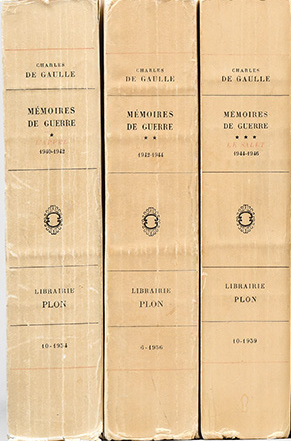 CHARLES
DE GAULLE
MÉMOIRES
DE GUERRE
*
1940-1942
LIBRAIRIE
PLON
10-1954
CHARLES
DE GAULLE
MÉMOIRES
DE GUERRE
* *
1942-1944
LIBRAIRIE
PLON
6-1956
CHARLES
DE GAULLE
MÉMOIRES
DE GUERRE
* * *
LE SALUT
1944-1946
LIBRAIRIE
PLON
10-1959